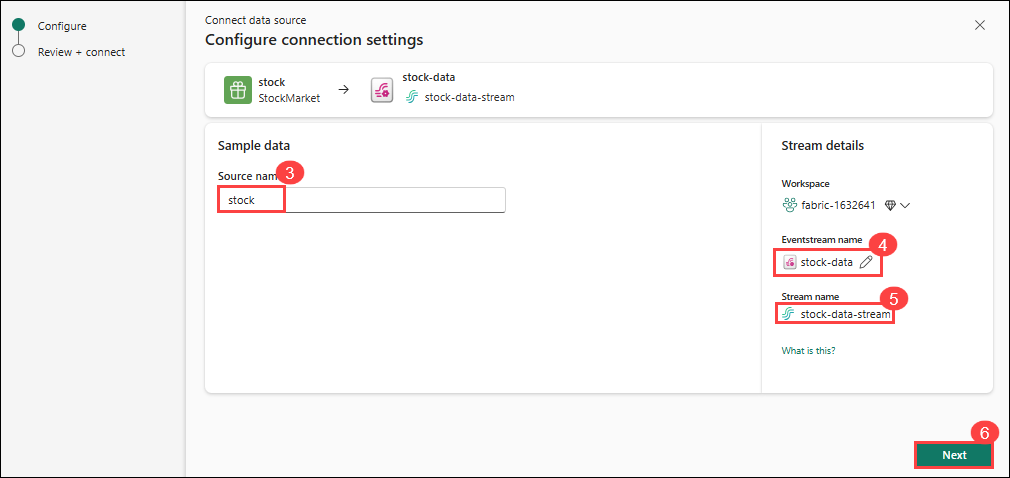 Configure
Review + connect
Connect data source
Configure connection settings
stock
StockMarket
stock-data
stock-data-stream
Sample data
Source nam
3
stock
Stream details
Workspace
fabric-1632641
Eventstream name
4
stock-data
Stream name
5
stock-data-stream
What is this?
6
Next